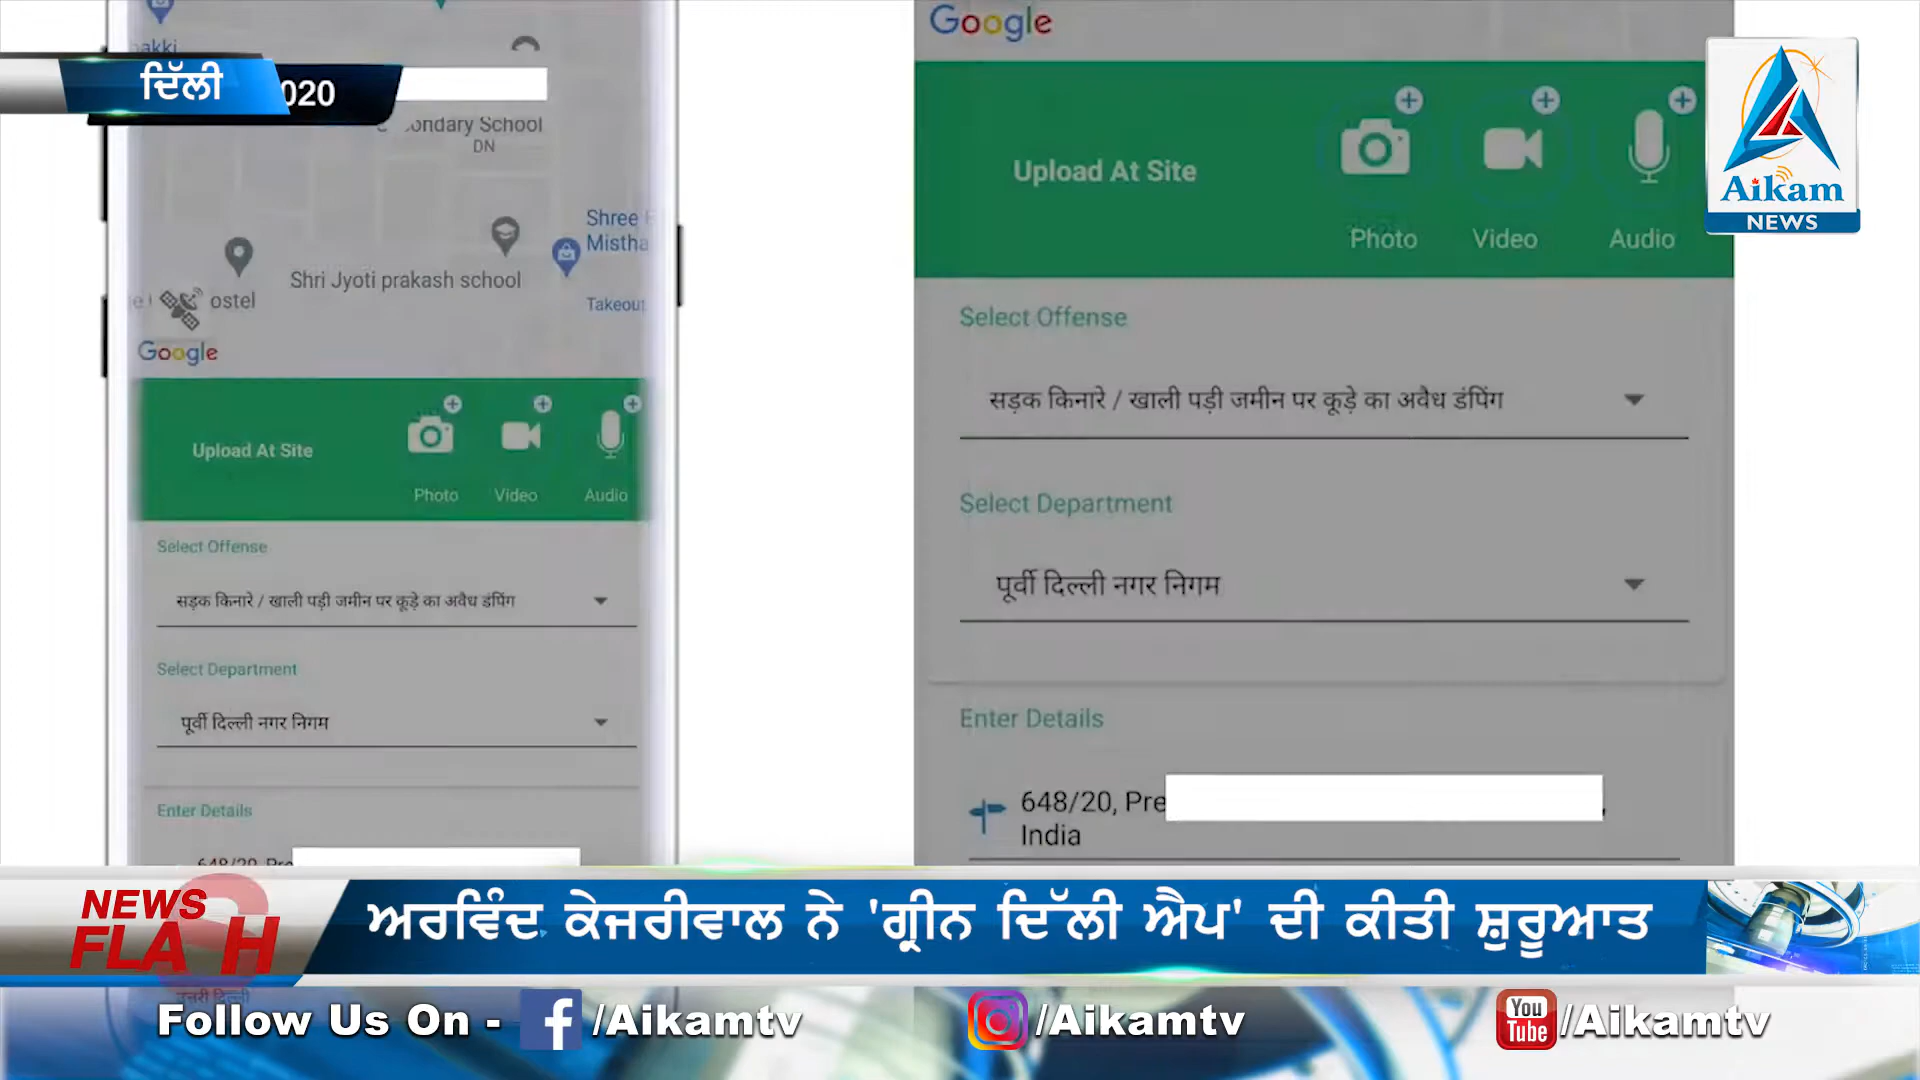 ਦਿੱਲੀ
020
ondary School
DN
Shree
Mistha
Shri Jyoti prakash school
ostel
Takeout
Google
Upload At Site
Photo
Video
Audio
Select Offense
सड़क किनारे / खाली पड़ी जमीन पर कूड़े का अवैध डंपिंग
Select Department
पूर्वी दिल्ली नगर निगम
Enter Details
648/20, Pre
Google
Upload At Site
Photo
Video
Audio
Select Offense
सड़क किनारे / खाली पड़ी जमीन पर कूड़े का अवैध डंपिंग
Select Department
पूर्वी दिल्ली नगर निगम
Enter Details
648/20, Pre
India
Aikam
NEWS
NEWS
FLASH
ਅਰਵਿੰਦ ਕੇਜਰੀਵਾਲ ਨੇ 'ਗ੍ਰੀਨ ਦਿੱਲੀ ਐਪ' ਦੀ ਕੀਤੀ ਸ਼ੁਰੂਆਤ
Follow Us On - f /Aikamtv /Aikamtv You Tube /Aikamtv